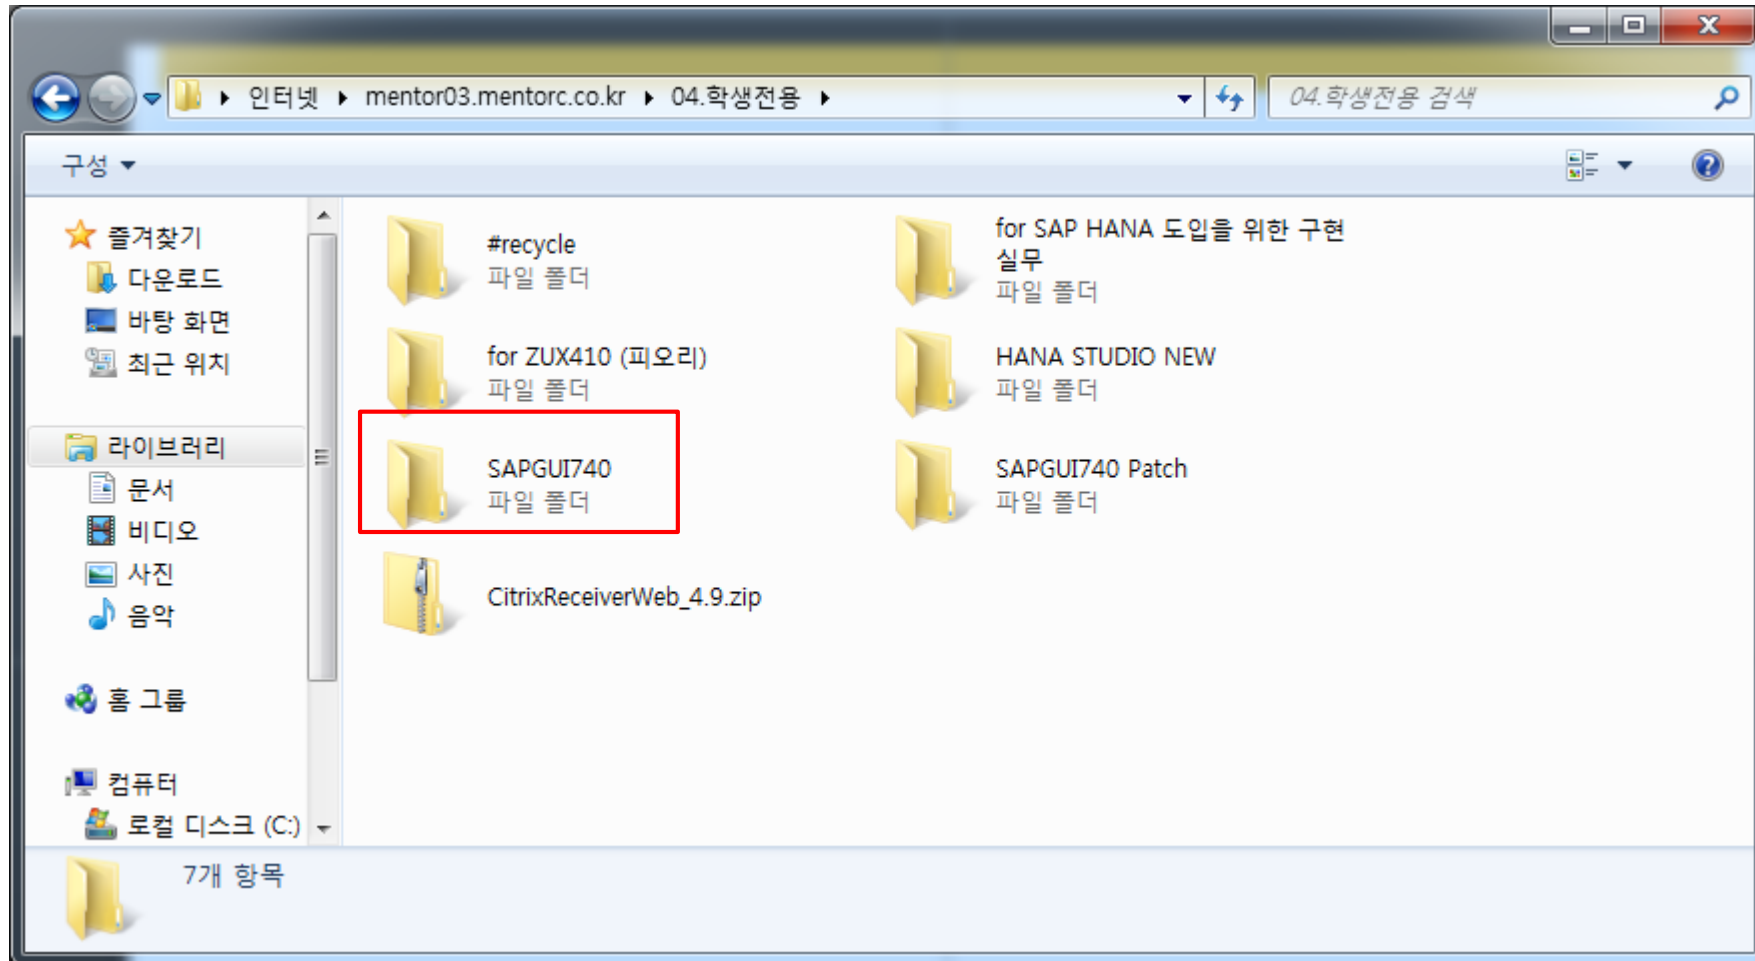 인터넷 mentor03.mentorc.co.kr 04.학생전용
04.학생전용 검색
구성
즐겨찾기
다운로드
바탕 화면
최근 위치
라이브러리
문서
비디오
사진
음악
홈 그룹
컴퓨터
로컬 디스크 (C:)
#recycle
파일 폴더
for SAP HANA 도입을 위한 구현
실무
파일 폴더
for ZUX410 (피오리)
파일 폴더
HANA STUDIO NEW
파일 폴더
SAPGUI740
파일 폴더
SAPGUI740 Patch
파일 폴더
CitrixReceiverWeb_4.9.zip
7개 항목